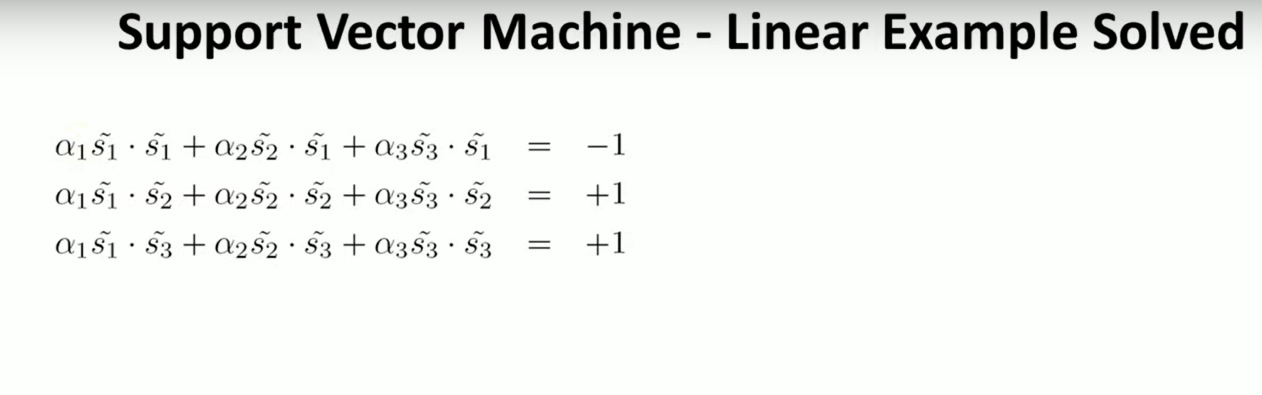 Support Vector Machine - Linear Example Solved
α₁s̃₁ · s̃₁ + α₂s̃₂ · s̃₁ + α₃s̃₃ · s̃₁ = −1
α₁s̃₁ · s̃₂ + α₂s̃₂ · s̃₂ + α₃s̃₃ · s̃₂ = +1
α₁s̃₁ · s̃₃ + α₂s̃₂ · s̃₃ + α₃s̃₃ · s̃₃ = +1